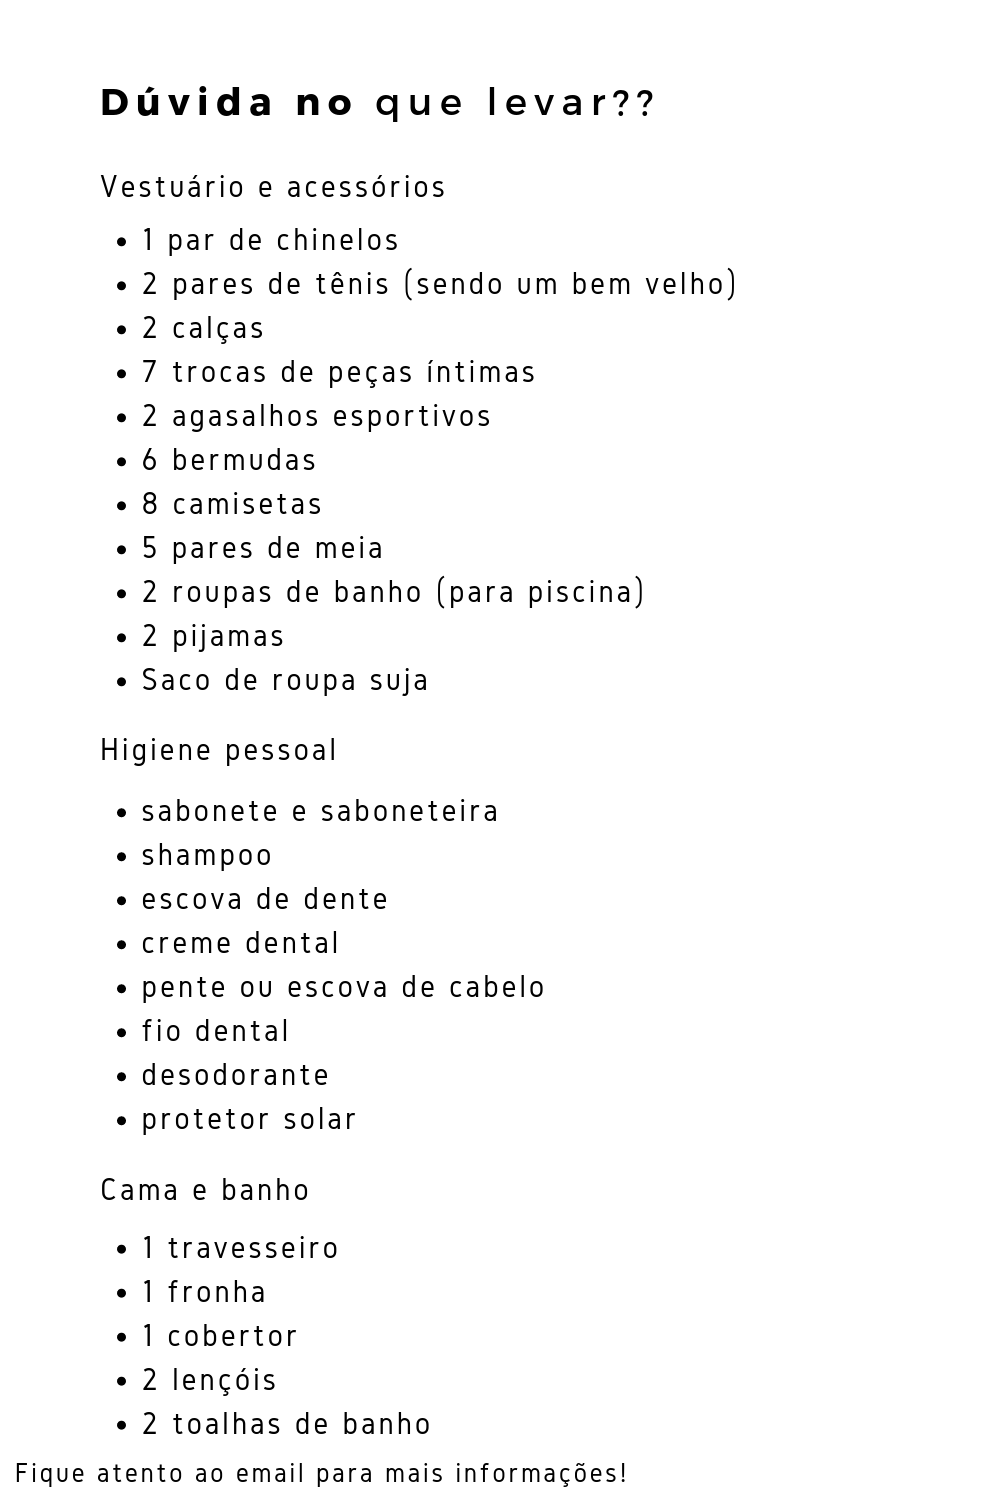 Dúvida no que levar??
Vestuário e acessórios
• 1 par de chinelos
• 2 pares de tênis (sendo um bem velho)
• 2 calças
• 7 trocas de peças íntimas
• 2 agasalhos esportivos
• 6 bermudas
• 8 camisetas
• 5 pares de meia
• 2 roupas de banho (para piscina)
• 2 pijamas
• Saco de roupa suja
Higiene pessoal
• sabonete e saboneteira
• shampoo
• escova de dente
• creme dental
• pente ou escova de cabelo
• fio dental
• desodorante
• protetor solar
Cama e banho
• 1 travesseiro
• 1 fronha
• 1 cobertor
• 2 lençóis
• 2 toalhas de banho
Fique atento ao email para mais informações!